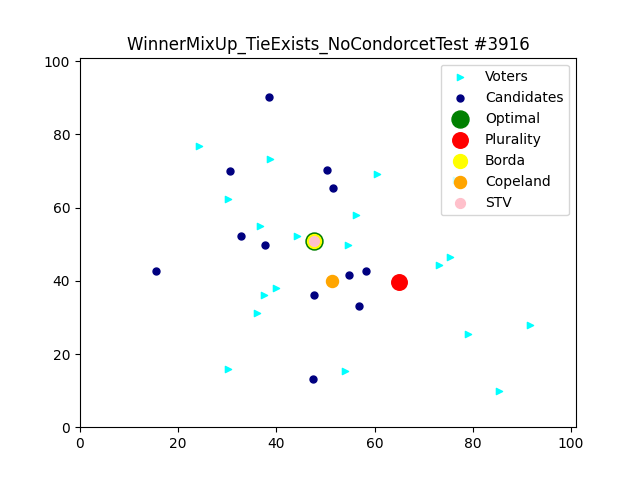 WinnerMixUp_TieExists_NoCondorcetTest #3916
Voters
Candidates
Optimal
Plurality
Borda
Copeland
STV
100
80
60
40
20
0
0 20 40 60 80 100